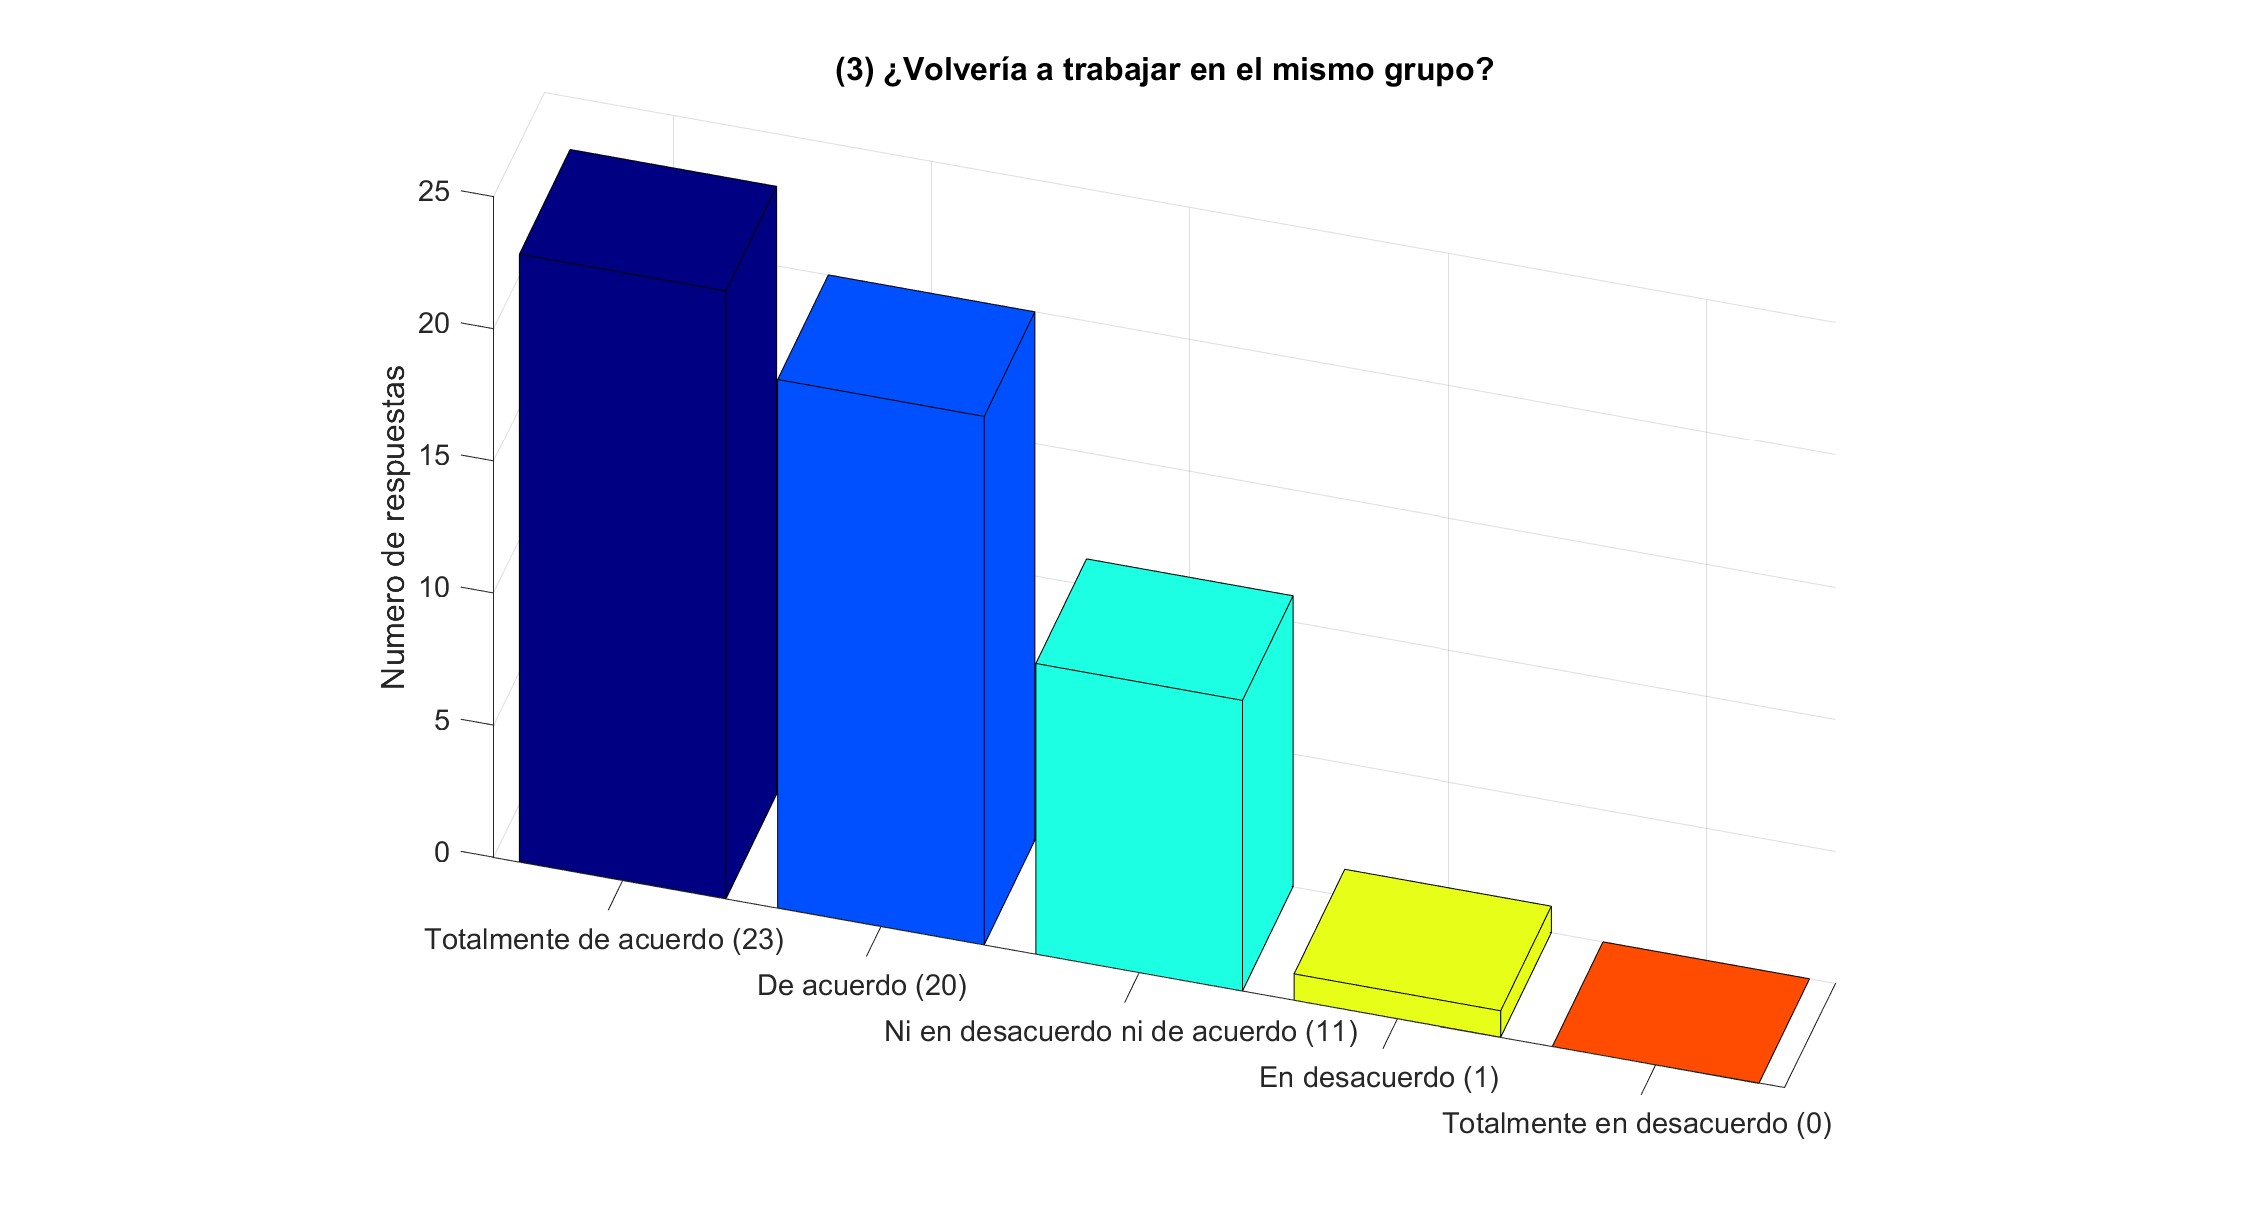 (3) ¿Volvería a trabajar en el mismo grupo?
25
20
15
10
5
0
Numero de respuestas
Totalmente de acuerdo (23)
De acuerdo (20)
Ni en desacuerdo ni de acuerdo (11)
En desacuerdo (1)
Totalmente en desacuerdo (0)